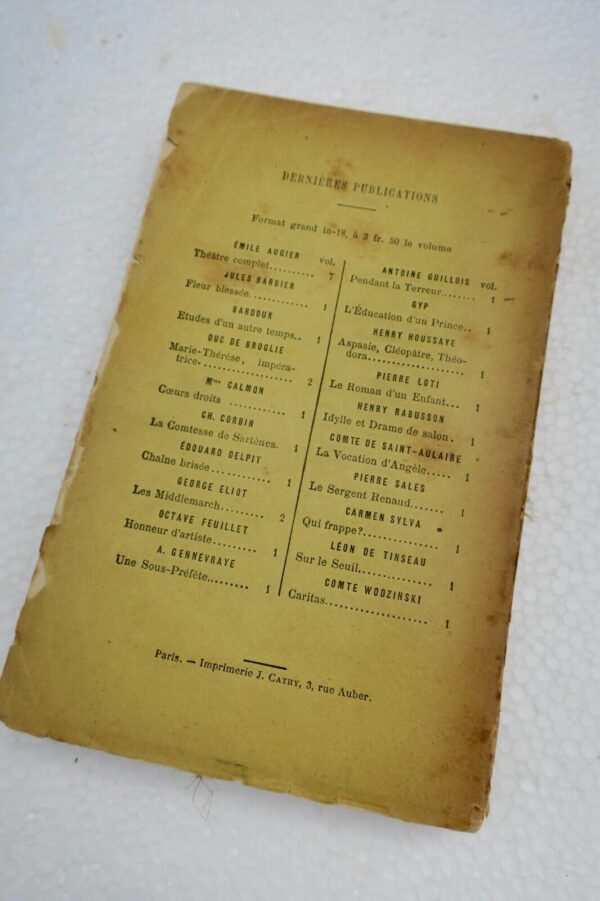 DERNIÈRES PUBLICATIONS
Format grand in-18, à 3 fr. 50 le volume
ÉMILE AUGIER vol.
Théâtre complet.......... 7
JULES BARBIER
Fleur blessée............ 1
BARDOUX
Études d'un autre temps.. 1
DUC DE BROGLIE
Marie-Thérèse, impéra-
trice.................... 2
Mme CALMON
Cœurs droits ............ 1
CH. CORBIN
La Comtesse de Sartènes. 1
ÉDOUARD DELPIT
Chaîne brisée............ 1
GEORGE ELIOT
Les Middlemarch.......... 2
OCTAVE FEUILLET
Honneur d'artiste......... 1
A. GENNEVRAYE
Une Sous-Préfète......... 1
ANTOINE GUILLOIS vol.
Pendant la Terreur....... 1
GYP
L'Éducation d'un Prince.. 1
HENRY HOUSSAYE
Aspasie, Cléopâtre, Théo-
dora.................... 1
PIERRE LOTI
Le Roman d'un Enfant... 1
HENRY RABUSSON
Idylle et Drame de salon. 1
COMTE DE SAINT-AULAIRE
La Vocation d'Angèle..... 1
PIERRE SALES
Le Sergent Renaud....... 1
CARMEN SYLVA
Qui frappe?.............. 1
LÉON DE TINSEAU
Sur le Seuil.............. 1
COMTE WODZINSKI
Caritas.................. 1
Paris. — Imprimerie J. CATHY, 3, rue Auber.